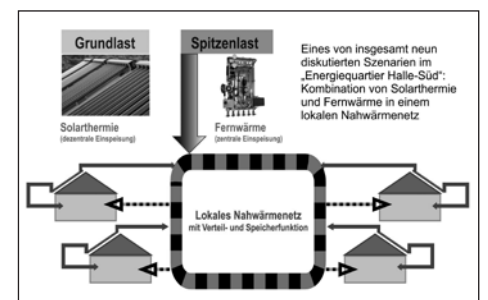 Grundlast
Spitzenlast
Eines von insgesamt neun
diskutierten Szenarien im
„Energiequartier Halle-Süd“:
Kombination von Solarthermie
und Fernwärme in einem
lokalen Nahwärmenetz
Solarthermie
(dezentrale Einspeisung)
Fernwärme
(zentrale Einspeisung)
Lokales Nahwärmenetz
mit Verteil- und Speicherfunktion